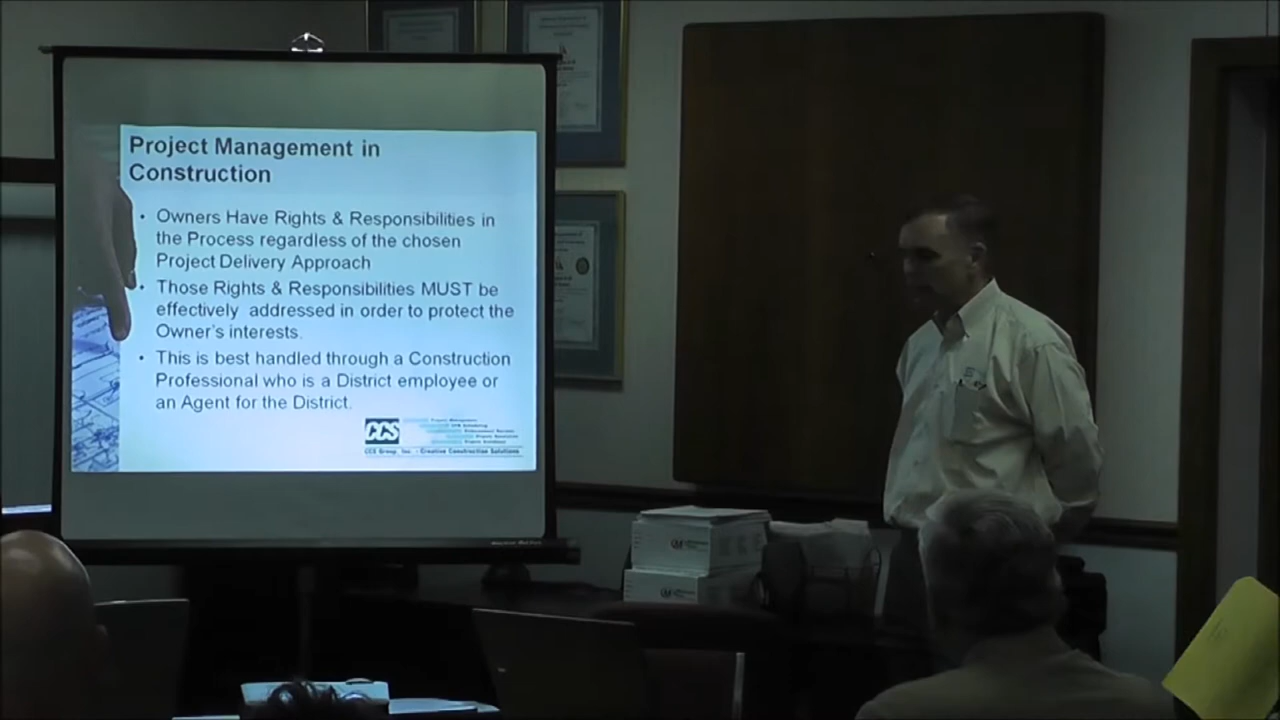 Project Management in
Construction
• Owners Have Rights & Responsibilities in
the Process regardless of the chosen
Project Delivery Approach
• Those Rights & Responsibilities MUST be
effectively addressed in order to protect the
Owner's interests.
• This is best handled through a Construction
Professional who is a District employee or
an Agent for the District.
CCS
CCS Group, Inc. - Creative Construction Solutions